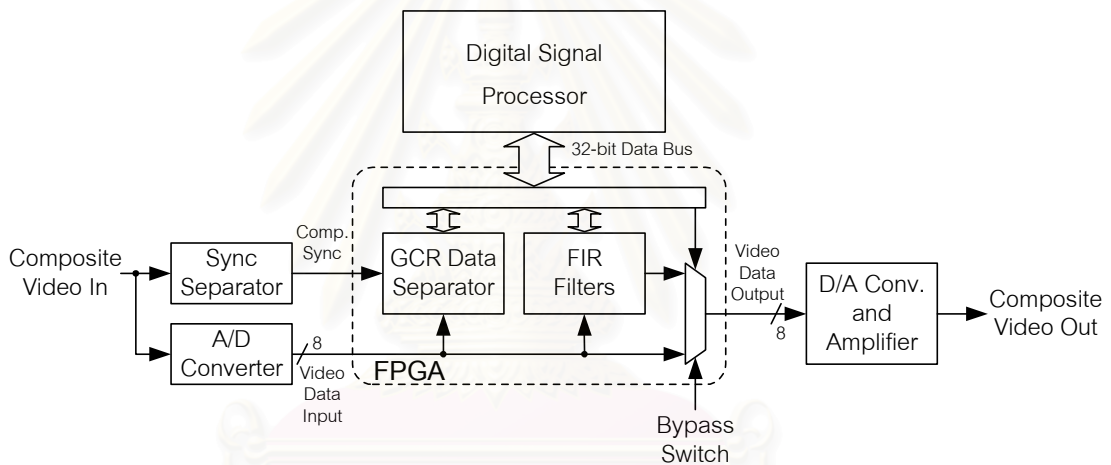 Digital Signal
Processor
32-bit Data Bus
Composite
Video In
Sync
Separator
Comp.
Sync
GCR Data
Separator
FIR
Filters
Video
Data
Output
8
D/A Conv.
and
Amplifier
Composite
Video Out
A/D
Converter
8
Video
Data
Input
FPGA
Bypass
Switch